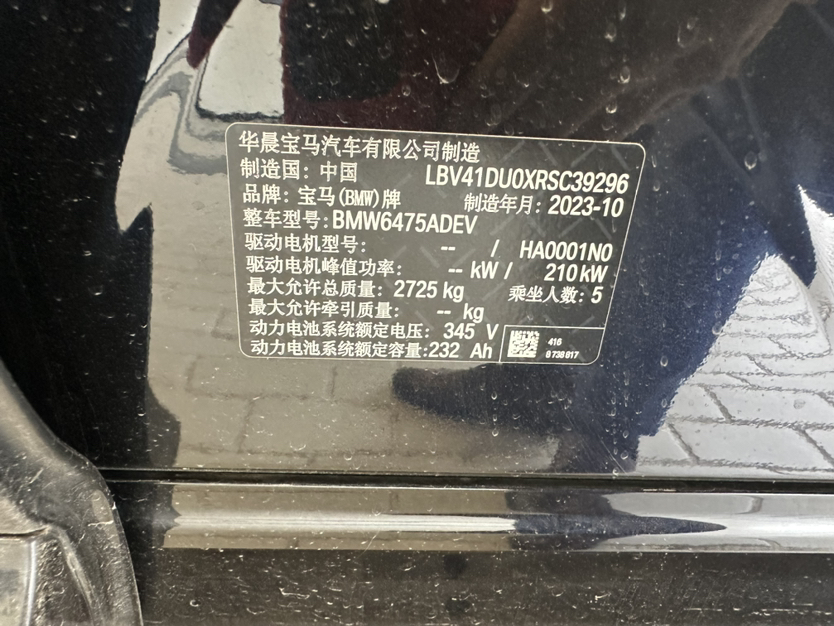 华晨宝马汽车有限公司制造
制造国: 中国 LBV41DU0XRSC39296
品牌: 宝马(BMW)牌 制造年月: 2023-10
整车型号: BMW6475ADEV
驱动电机型号: -- / HA0001N0
驱动电机峰值功率: -- kW / 210 kW
最大允许总质量: 2725 kg 乘坐人数: 5
最大允许牵引质量: -- kg
动力电池系统额定电压: 345 V
动力电池系统额定容量:232 Ah
416
8 738 817